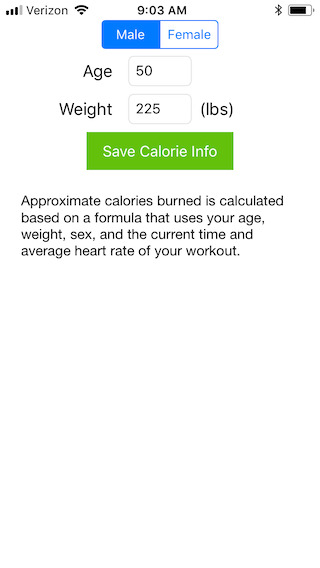 Verizon 9:03 AM
Male Female
Age 50
Weight 225 (lbs)
Save Calorie Info
Approximate calories burned is calculated
based on a formula that uses your age,
weight, sex, and the current time and
average heart rate of your workout.